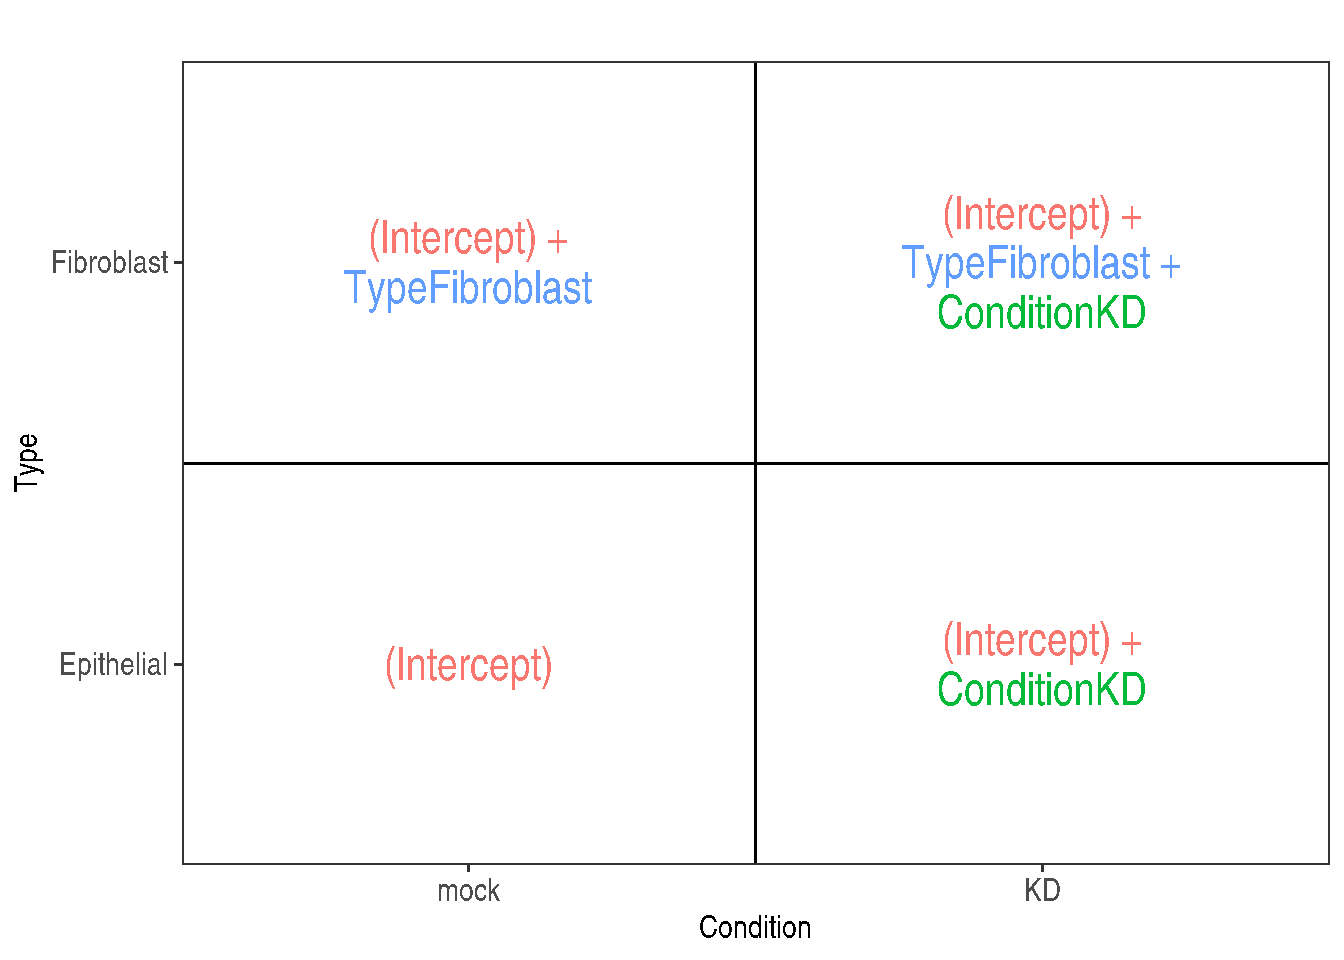 (Intercept) +
TypeFibroblast
(Intercept) +
TypeFibroblast +
ConditionKD
Fibroblast
Type
Epithelial
(Intercept)
(Intercept) +
ConditionKD
mock
KD
Condition